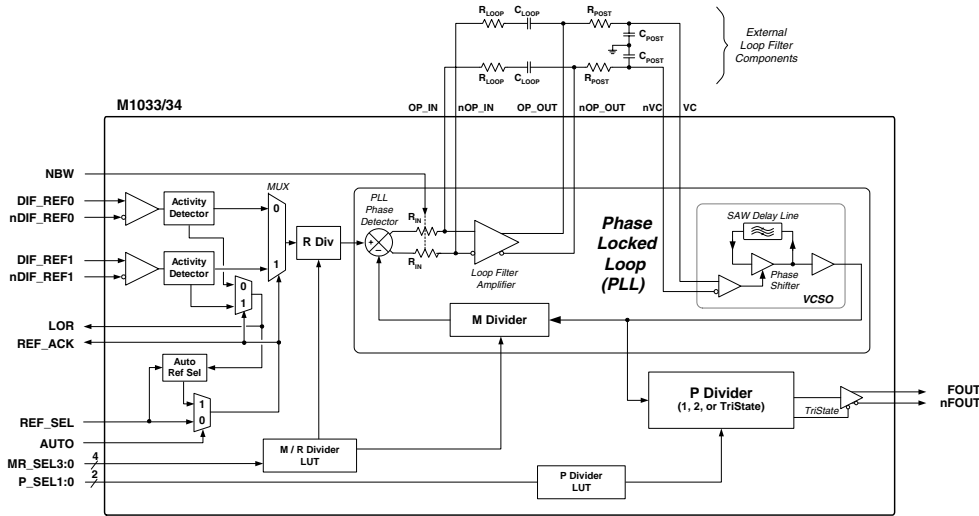 RLOOP CLOOP RPOST
CPOST
CPOST
RLOOP CLOOP RPOST
External
Loop Filter
Components
M1033/34
OP_IN nOP_IN OP_OUT nOP_OUT nVC VC
NBW
MUX
DIF_REF0
nDIF_REF0
Activity
Detector
0
DIF_REF1
nDIF_REF1
Activity
Detector
1
R Div
0
1
LOR
REF_ACK
PLL
Phase
Detector
+
–
RIN
RIN
Loop Filter
Amplifier
Phase
Locked
Loop
(PLL)
SAW Delay Line
Phase
Shifter
VCSO
M Divider
Auto
Ref Sel
1
0
REF_SEL
AUTO
MR_SEL3:0
4
P_SEL1:0
2
M / R Divider
LUT
P Divider
LUT
P Divider
(1, 2, or TriState)
TriState
FOUT
nFOUT